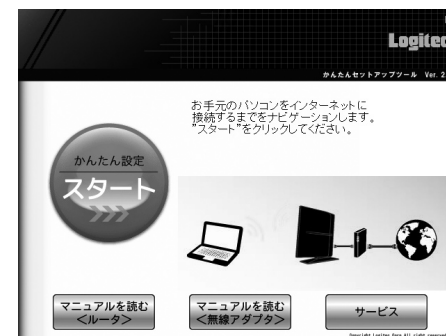 Logitec
かんたんセットアップツール Ver. 2
お手元のパソコンをインターネットに
接続するまでをナビゲーションします。
”スタート”をクリックしてください。
かんたん設定
スタート
マニュアルを読む
＜ルータ＞
マニュアルを読む
＜無線アダプタ＞
サービス